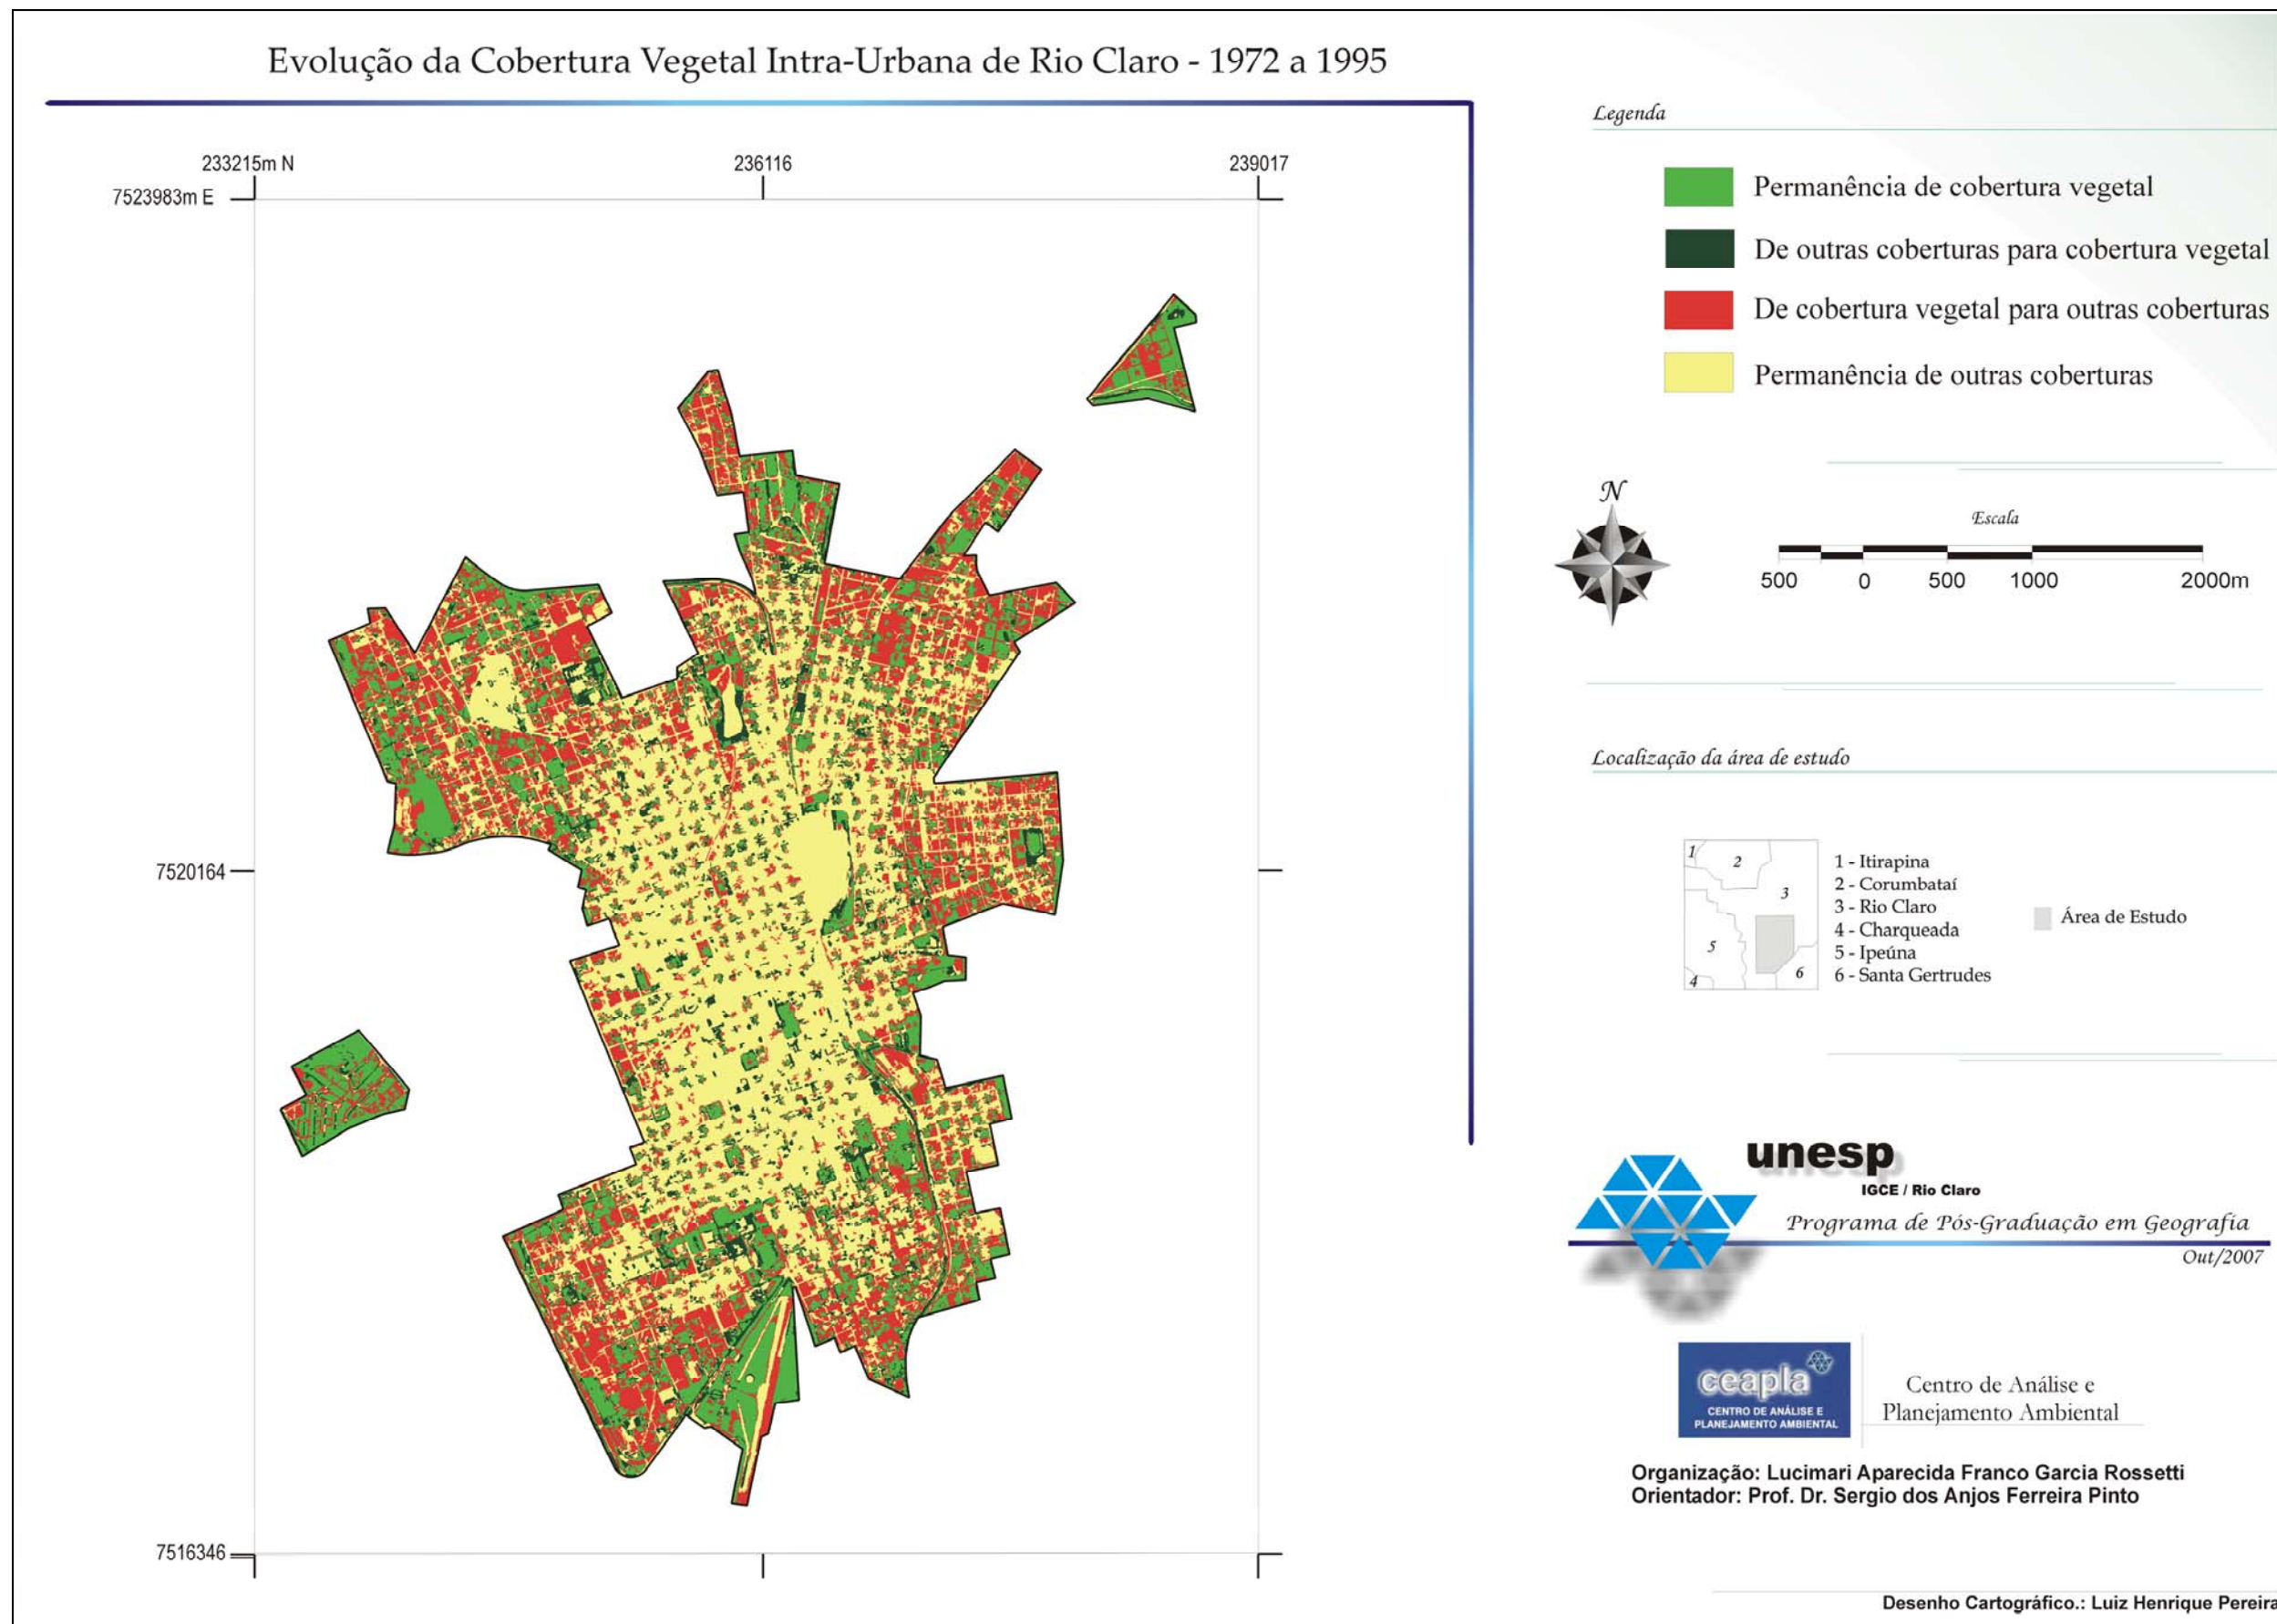 Evolução da Cobertura Vegetal Intra-Urbana de Rio Claro - 1972 a 1995
233215m N
236116
239017
7523983m E
7520164
7516346
Legenda
Permanência de cobertura vegetal
De outras coberturas para cobertura vegetal
De cobertura vegetal para outras coberturas
Permanência de outras coberturas
N
Escala
500 0 500 1000 2000m
Localização da área de estudo
1
2
3
5
4
6
1 - Itirapina
2 - Corumbataí
3 - Rio Claro
4 - Charqueada
5 - Ipeúna
6 - Santa Gertrudes
Área de Estudo
unesp
IGCE / Rio Claro
Programa de Pós-Graduação em Geografia
Out/2007
ceapla
CENTRO DE ANÁLISE E
PLANEJAMENTO AMBIENTAL
Centro de Análise e
Planejamento Ambiental
Organização: Lucimari Aparecida Franco Garcia Rossetti
Orientador: Prof. Dr. Sergio dos Anjos Ferreira Pinto
Desenho Cartográfico.: Luiz Henrique Pereira